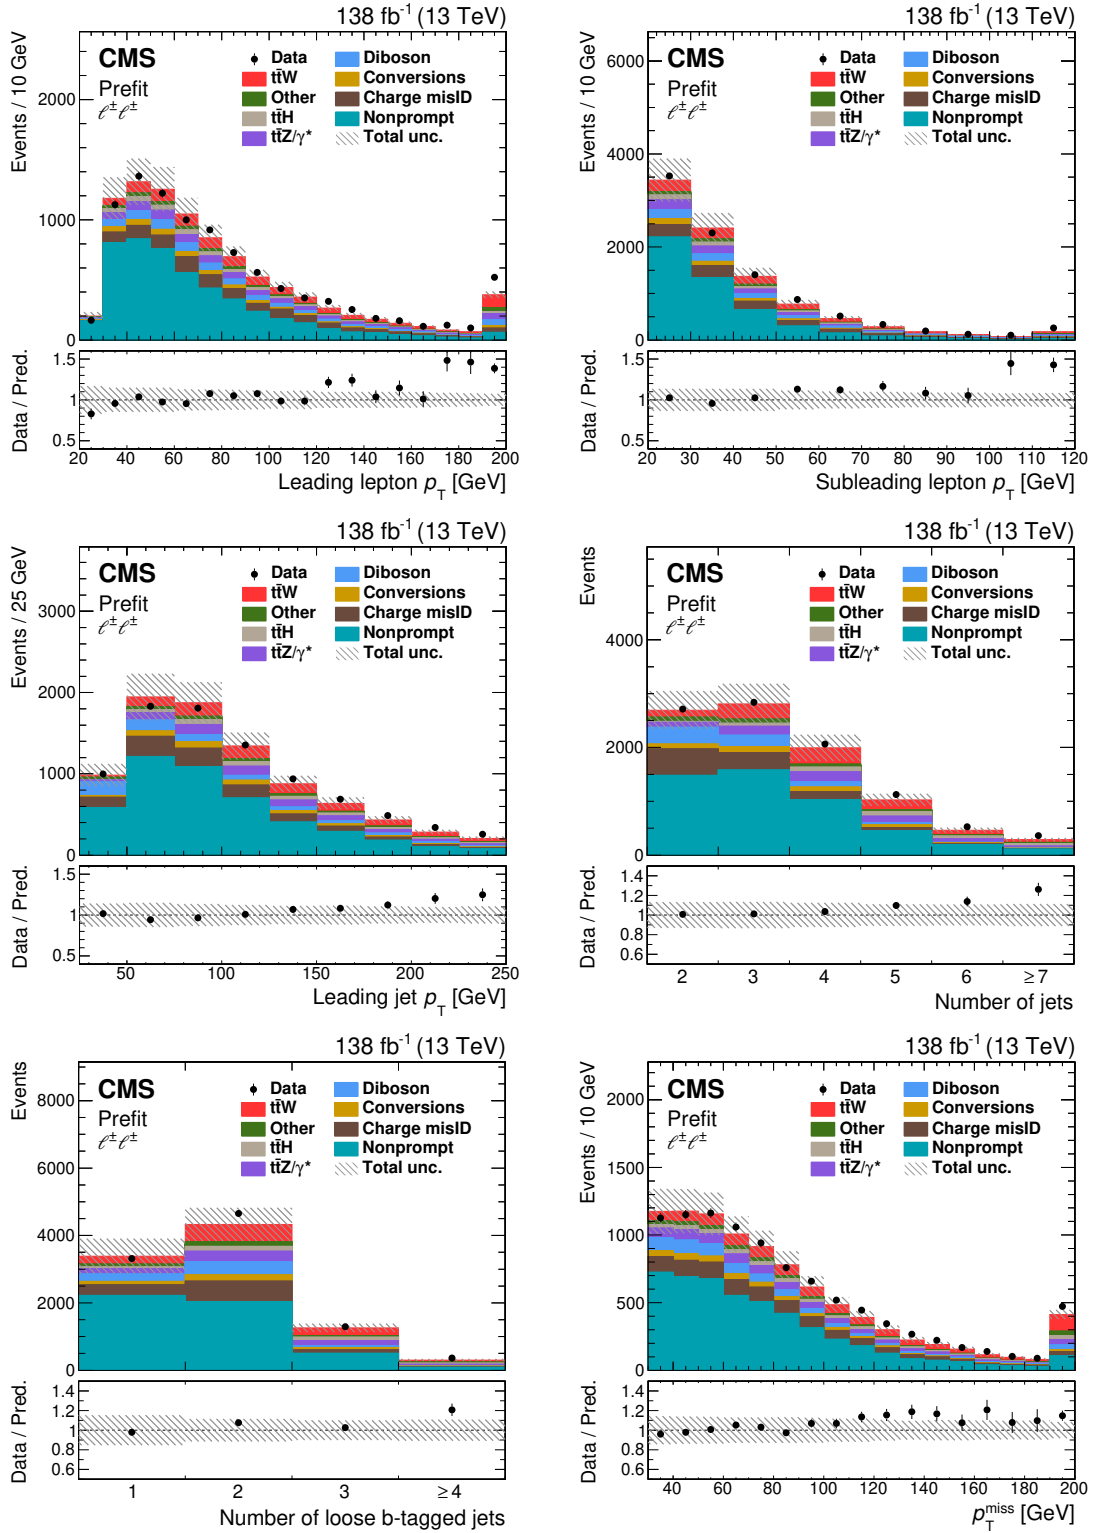 138 fb⁻¹ (13 TeV)
Events / 10 GeV
CMS
Prefit
ℓ±ℓ±
Data
tt̄W
Other
tt̄H
tt̄Z/γ*
Diboson
Conversions
Charge misID
Nonprompt
Total unc.
2000
1000
0
Data / Pred.
1.5
1
0.5
20 40 60 80 100 120 140 160 180 200
Leading lepton p_T [GeV]
138 fb⁻¹ (13 TeV)
Events / 10 GeV
CMS
Prefit
ℓ±ℓ±
Data
tt̄W
Other
tt̄H
tt̄Z/γ*
Diboson
Conversions
Charge misID
Nonprompt
Total unc.
6000
4000
2000
0
Data / Pred.
1.5
1
0.5
20 30 40 50 60 70 80 90 100 110 120
Subleading lepton p_T [GeV]
138 fb⁻¹ (13 TeV)
Events / 25 GeV
CMS
Prefit
ℓ±ℓ±
Data
tt̄W
Other
tt̄H
tt̄Z/γ*
Diboson
Conversions
Charge misID
Nonprompt
Total unc.
3000
2000
1000
0
Data / Pred.
1.5
1
0.5
50 100 150 200 250
Leading jet p_T [GeV]
138 fb⁻¹ (13 TeV)
Events
CMS
Prefit
ℓ±ℓ±
Data
tt̄W
Other
tt̄H
tt̄Z/γ*
Diboson
Conversions
Charge misID
Nonprompt
Total unc.
4000
2000
0
Data / Pred.
1.4
1.2
1
0.8
0.6
2 3 4 5 6 ≥7
Number of jets
138 fb⁻¹ (13 TeV)
Events
CMS
Prefit
ℓ±ℓ±
Data
tt̄W
Other
tt̄H
tt̄Z/γ*
Diboson
Conversions
Charge misID
Nonprompt
Total unc.
8000
6000
4000
2000
0
Data / Pred.
1.4
1.2
1
0.8
0.6
1 2 3 ≥4
Number of loose b-tagged jets
138 fb⁻¹ (13 TeV)
Events / 10 GeV
CMS
Prefit
ℓ±ℓ±
Data
tt̄W
Other
tt̄H
tt̄Z/γ*
Diboson
Conversions
Charge misID
Nonprompt
Total unc.
2000
1500
1000
500
0
Data / Pred.
1.4
1.2
1
0.8
0.6
40 60 80 100 120 140 160 180 200
p_T^miss [GeV]